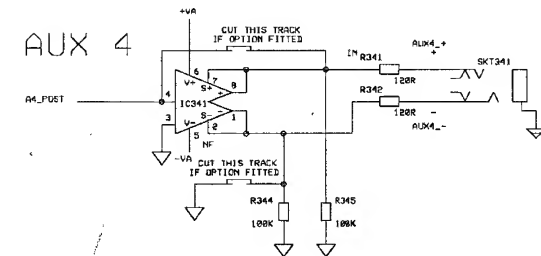 +VA
CUT THIS TRACK
IF OPTION FITTED
AUX 4
IN
R341
AUX4_+
SKT341
6
V+
S+
7
+
8
120R
R342
A4_POST
4
IC341
3
S-
-
1
V-
2
5
NF
120R
-
AUX4_-
-VA
CUT THIS TRACK
IF OPTION FITTED
R344
R345
100K
100K